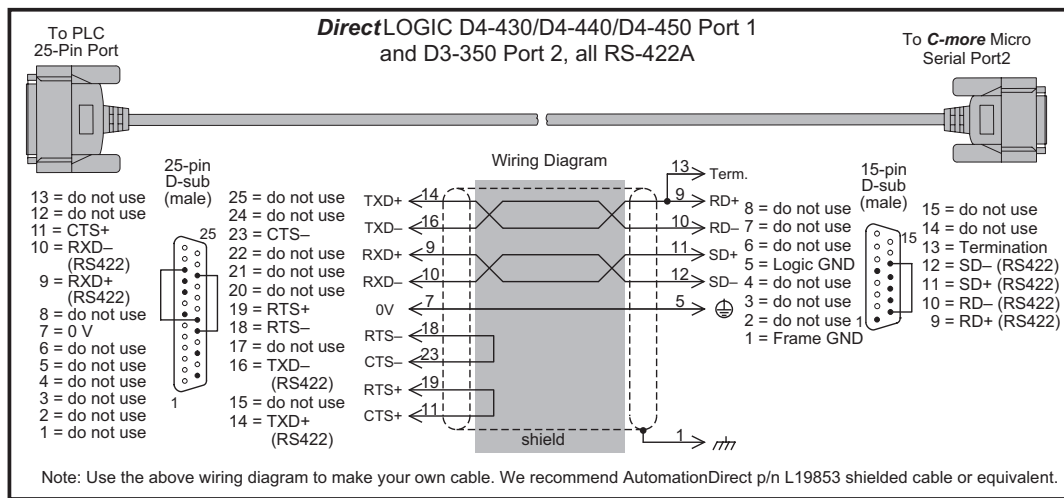 DirectLOGIC D4-430/D4-440/D4-450 Port 1
and D3-350 Port 2, all RS-422A
To PLC
25-Pin Port
To C-more Micro
Serial Port2
25-pin
D-sub
(male)
13 = do not use
12 = do not use
11 = CTS+
10 = RXD–
(RS422)
9 = RXD+
(RS422)
8 = do not use
7 = 0 V
6 = do not use
5 = do not use
4 = do not use
3 = do not use
2 = do not use
1 = do not use
25
1
25 = do not use
24 = do not use
23 = CTS–
22 = do not use
21 = do not use
20 = do not use
19 = RTS+
18 = RTS–
17 = do not use
16 = TXD–
(RS422)
15 = do not use
14 = TXD+
(RS422)
Wiring Diagram
13 Term.
TXD+ 14 9 RD+
TXD– 16 10 RD–
RXD+ 9 11 SD+
RXD– 10 12 SD–
0V 7 5
RTS– 18
CTS– 23
RTS+ 19
CTS+ 11
shield
1
15-pin
D-sub
(male)
8 = do not use
7 = do not use
6 = do not use
5 = Logic GND
4 = do not use
3 = do not use
2 = do not use
1 = Frame GND
15
1
15 = do not use
14 = do not use
13 = Termination
12 = SD– (RS422)
11 = SD+ (RS422)
10 = RD– (RS422)
9 = RD+ (RS422)
Note: Use the above wiring diagram to make your own cable. We recommend AutomationDirect p/n L19853 shielded cable or equivalent.